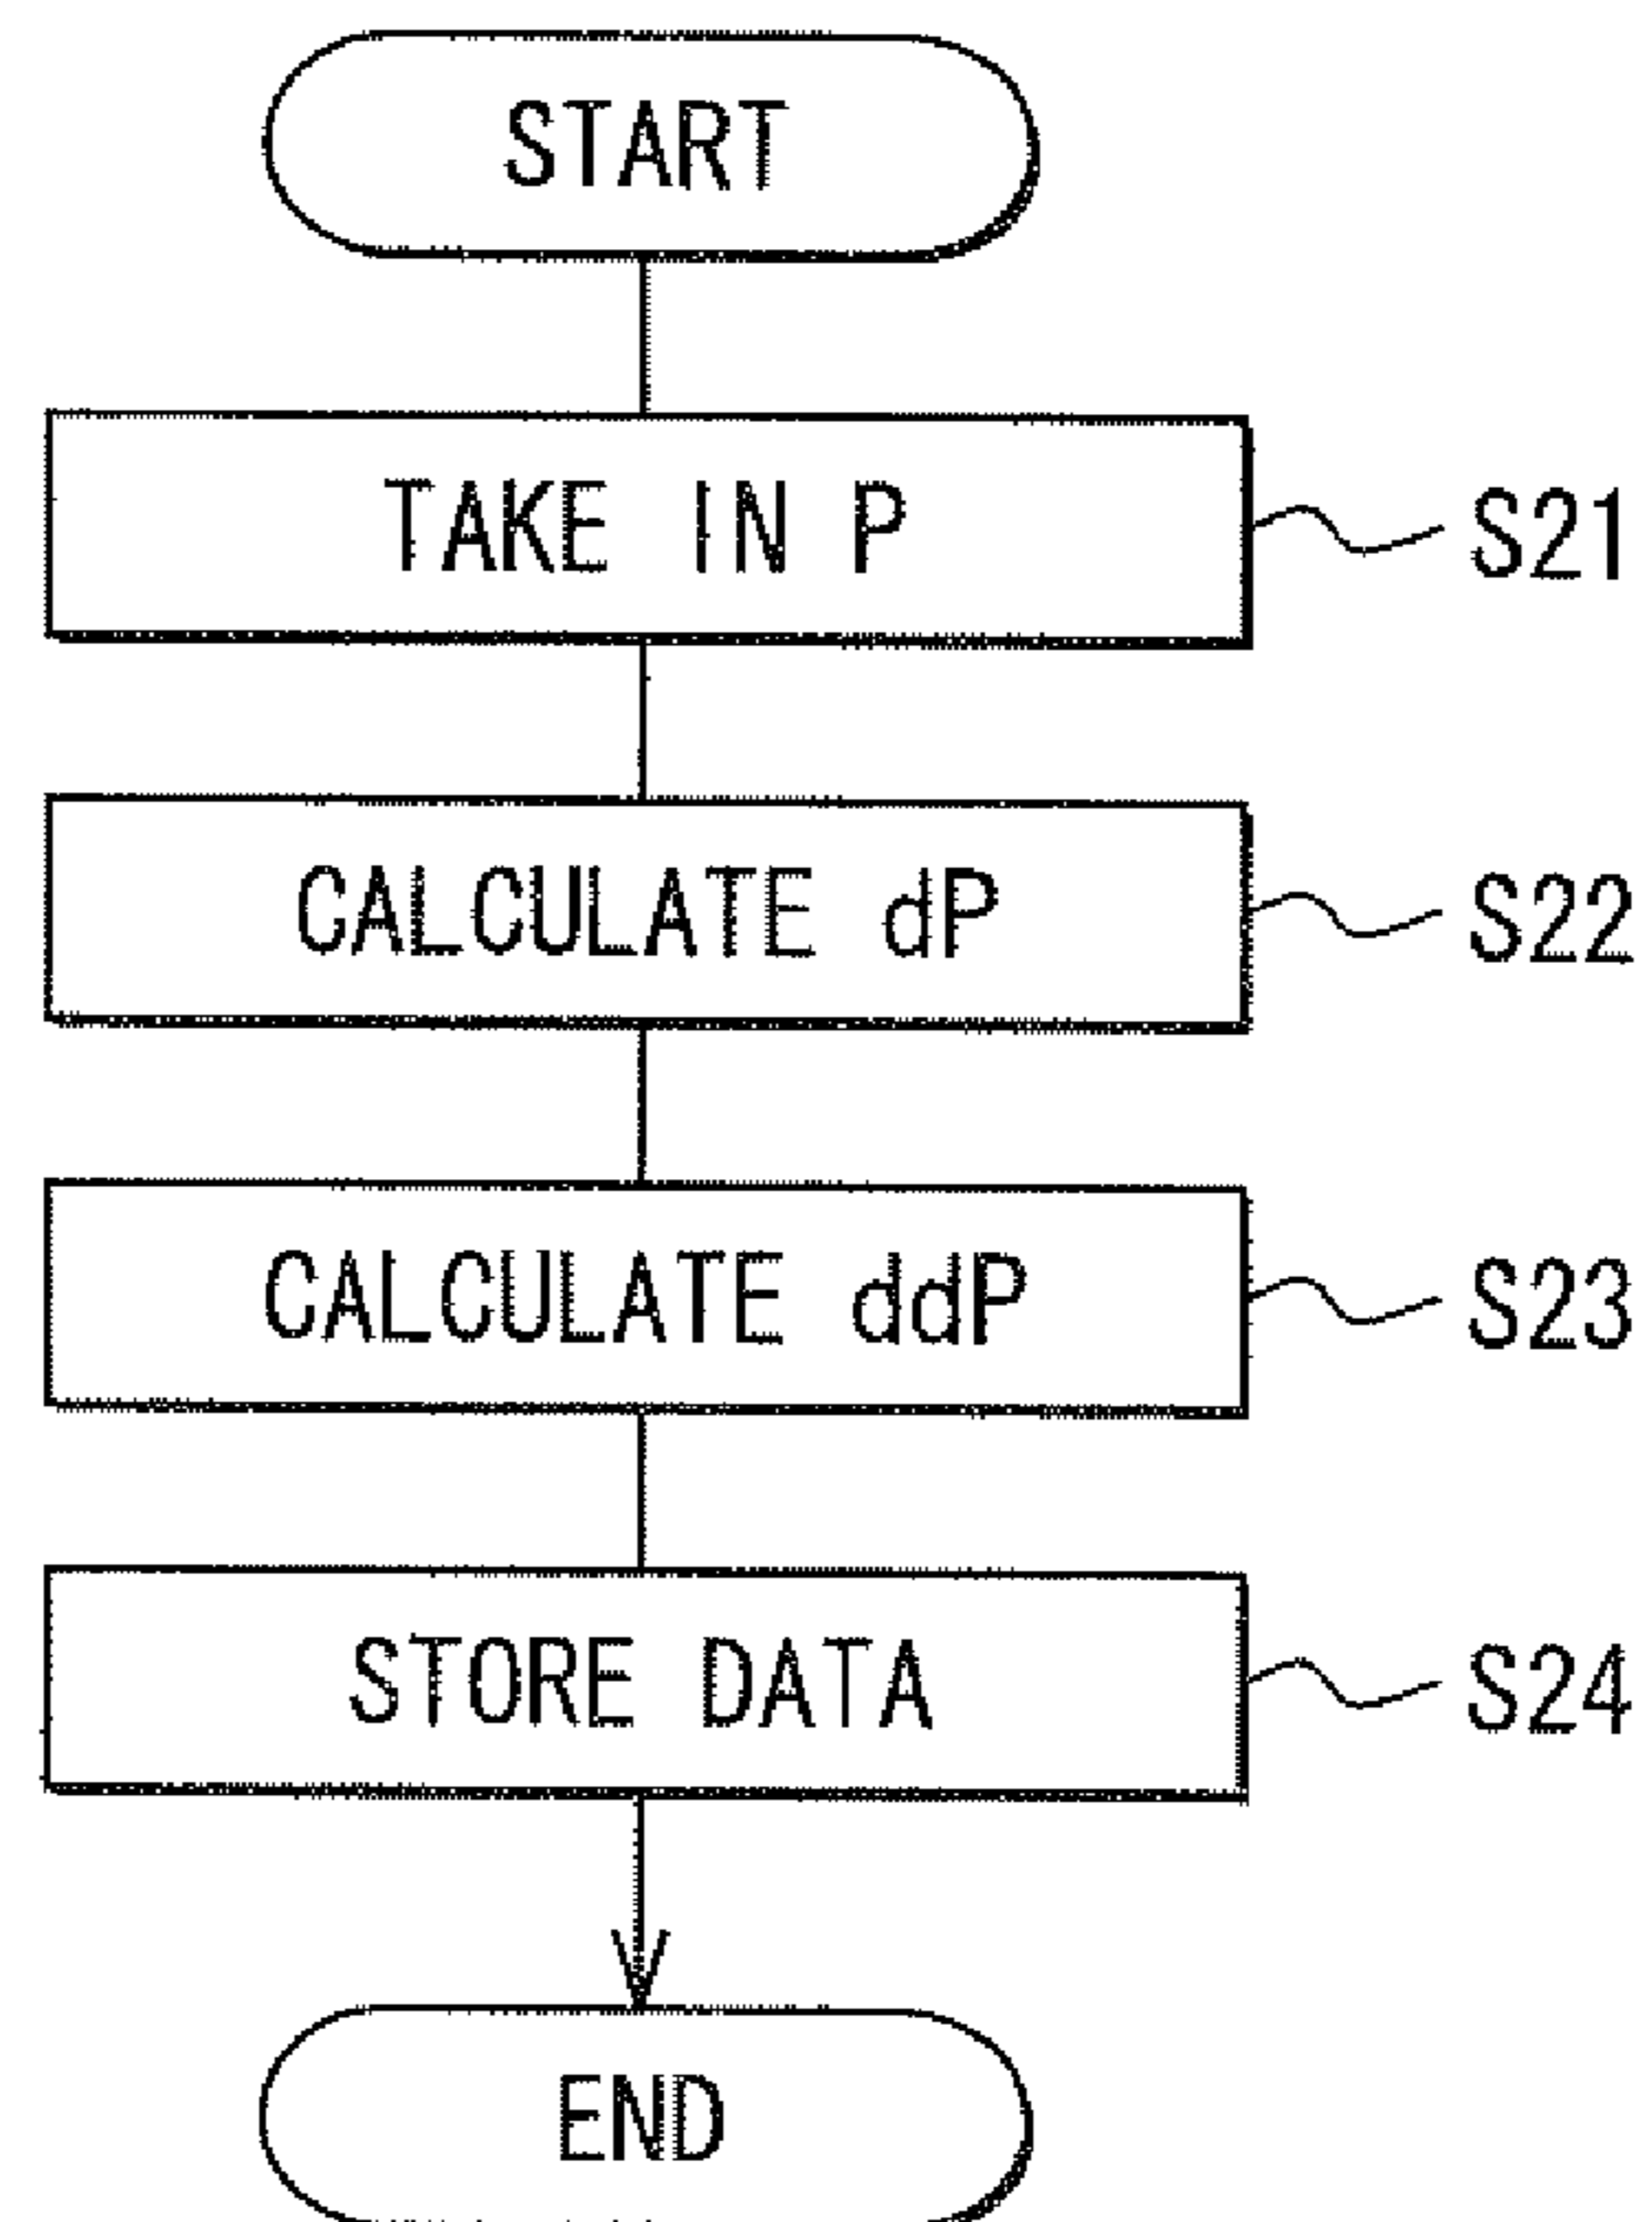 START
TAKE IN P S21
CALCULATE dP S22
CALCULATE ddP S23
STORE DATA S24
END